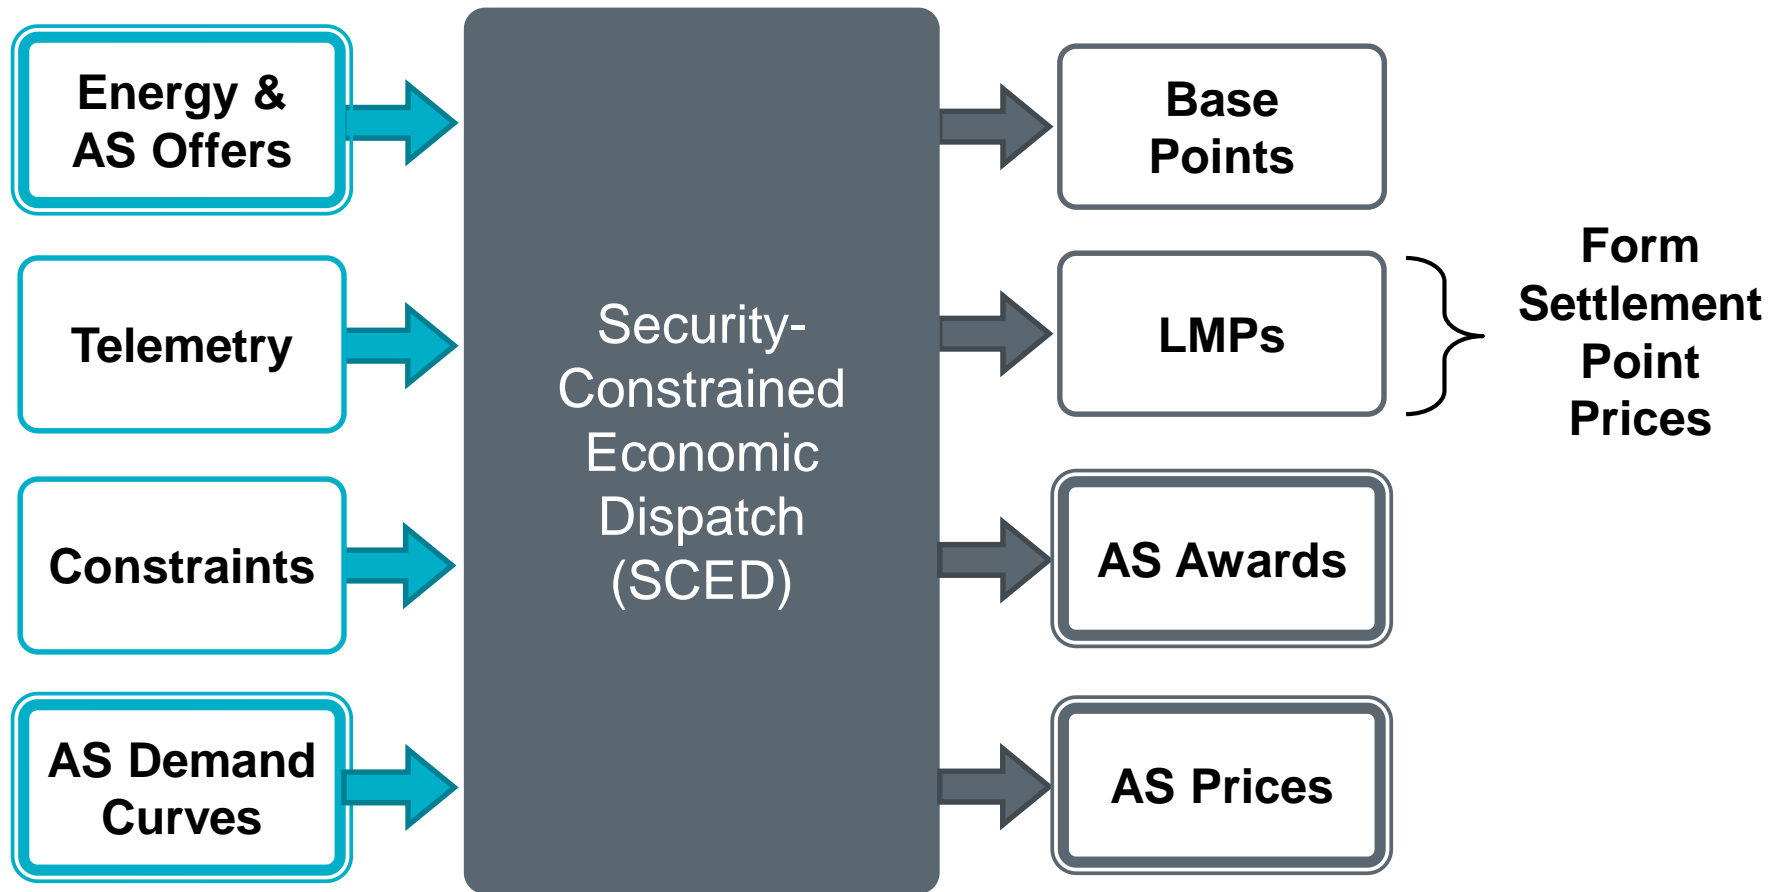 Energy &
AS Offers
Telemetry
Constraints
AS Demand
Curves
Security-
Constrained
Economic
Dispatch
(SCED)
Base
Points
LMPs
AS Awards
AS Prices
Form
Settlement
Point
Prices